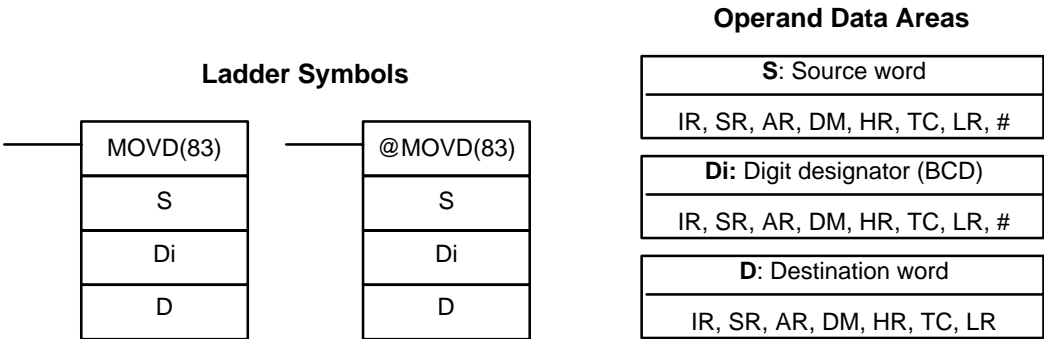 Ladder Symbols
MOVD(83)
S
Di
D
@MOVD(83)
S
Di
D
Operand Data Areas
S: Source word
IR, SR, AR, DM, HR, TC, LR, #
Di: Digit designator (BCD)
IR, SR, AR, DM, HR, TC, LR, #
D: Destination word
IR, SR, AR, DM, HR, TC, LR